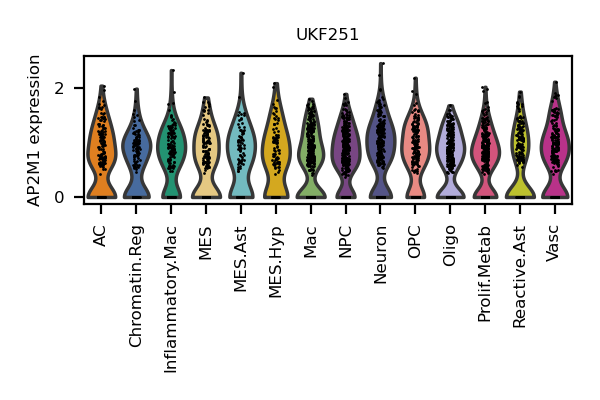 UKF251
AP2M1 expression
2
0
AC
Chromatin.Reg
Inflammatory.Mac
MES
MES.Ast
MES.Hyp
Mac
NPC
Neuron
OPC
Oligo
Prolif.Metab
Reactive.Ast
Vasc